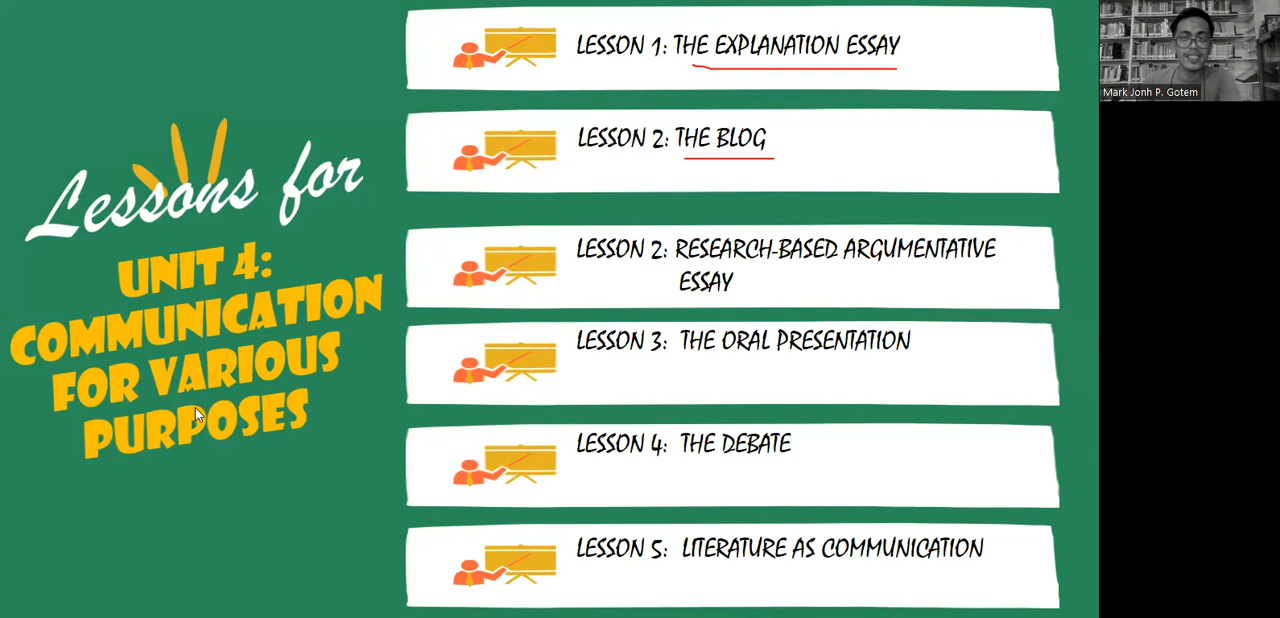 Lessons for
UNIT 4:
COMMUNICATION
FOR VARIOUS
PURPOSES
LESSON 1: THE EXPLANATION ESSAY
LESSON 2: THE BLOG
LESSON 2: RESEARCH-BASED ARGUMENTATIVE
ESSAY
LESSON 3: THE ORAL PRESENTATION
LESSON 4: THE DEBATE
LESSON 5: LITERATURE AS COMMUNICATION
Mark Jonh P. Gotem